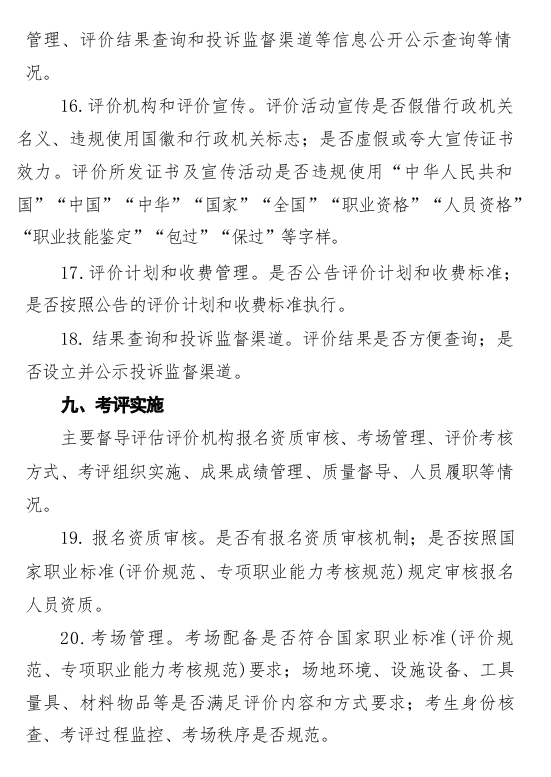 管理、评价结果查询和投诉监督渠道等信息公开公示查询等情
况。
16.评价机构和评价宣传。评价活动宣传是否假借行政机关
名义、违规使用国徽和行政机关标志；是否虚假或夸大宣传证书
效力。评价所发证书及宣传活动是否违规使用“中华人民共和
国”“中国”“中华”“国家”“全国”“职业资格”“人员资格”
“职业技能鉴定”“包过”“保过”等字样。
17.评价计划和收费管理。是否公告评价计划和收费标准；
是否按照公告的评价计划和收费标准执行。
18. 结果查询和投诉监督渠道。评价结果是否方便查询；是
否设立并公示投诉监督渠道。
九、考评实施
主要督导评估评价机构报名资质审核、考场管理、评价考核
方式、考评组织实施、成果成绩管理、质量督导、人员履职等情
况。
19. 报名资质审核。是否有报名资质审核机制；是否按照国
家职业标准(评价规范、专项职业能力考核规范)规定审核报名
人员资质。
20.考场管理。考场配备是否符合国家职业标准(评价规
范、专项职业能力考核规范)要求；场地环境、设施设备、工具
量具、材料物品等是否满足评价内容和方式要求；考生身份核
查、考评过程监控、考场秩序是否规范。